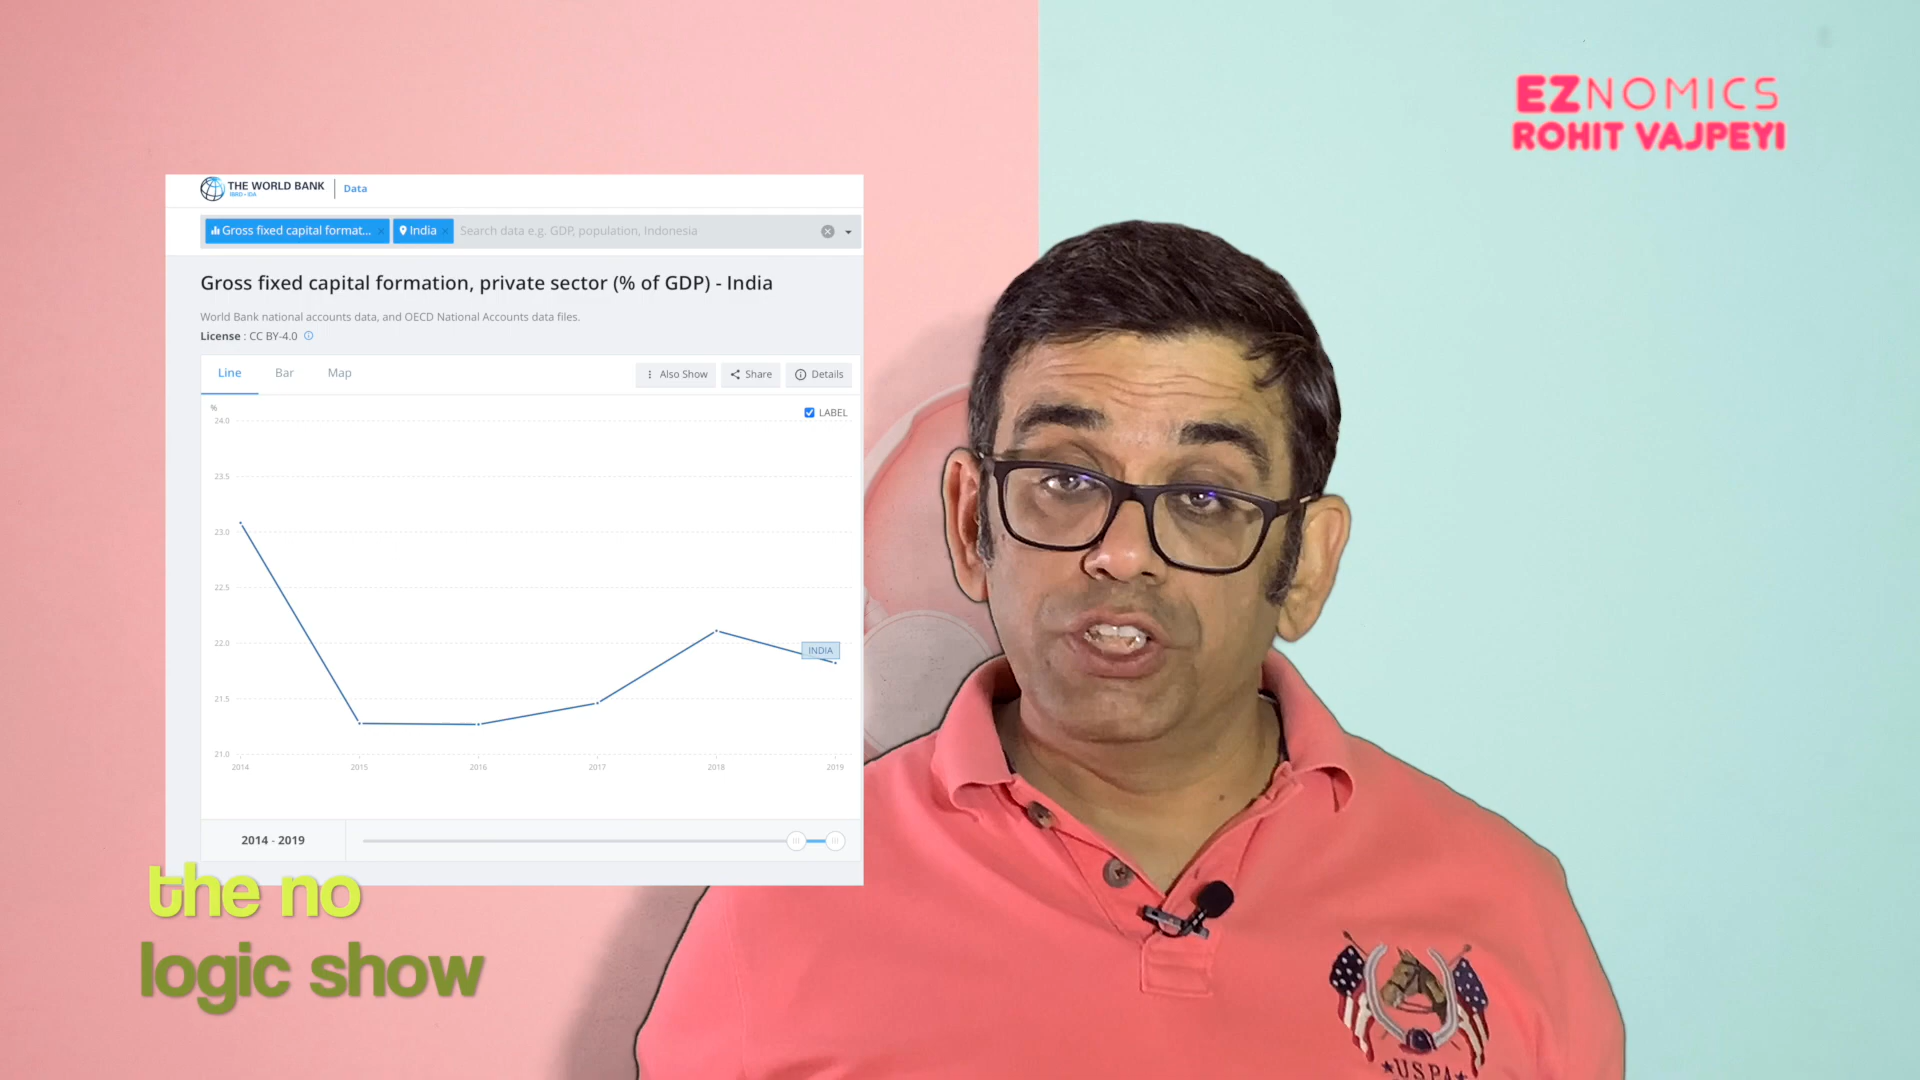 EZNOMICS
ROHIT VAJPEYI
THE WORLD BANK
IBRD • IDA
Data
Gross fixed capital format...
India
Search data e.g. GDP, population, Indonesia
Gross fixed capital formation, private sector (% of GDP) - India
World Bank national accounts data, and OECD National Accounts data files.
License : CC BY-4.0
Line Bar Map
Also Show Share Details
%
LABEL
24.0
23.5
23.0
22.5
22.0
21.5
21.0
INDIA
2014 2015 2016 2017 2018 2019
2014 - 2019
the no
logic show
USPA